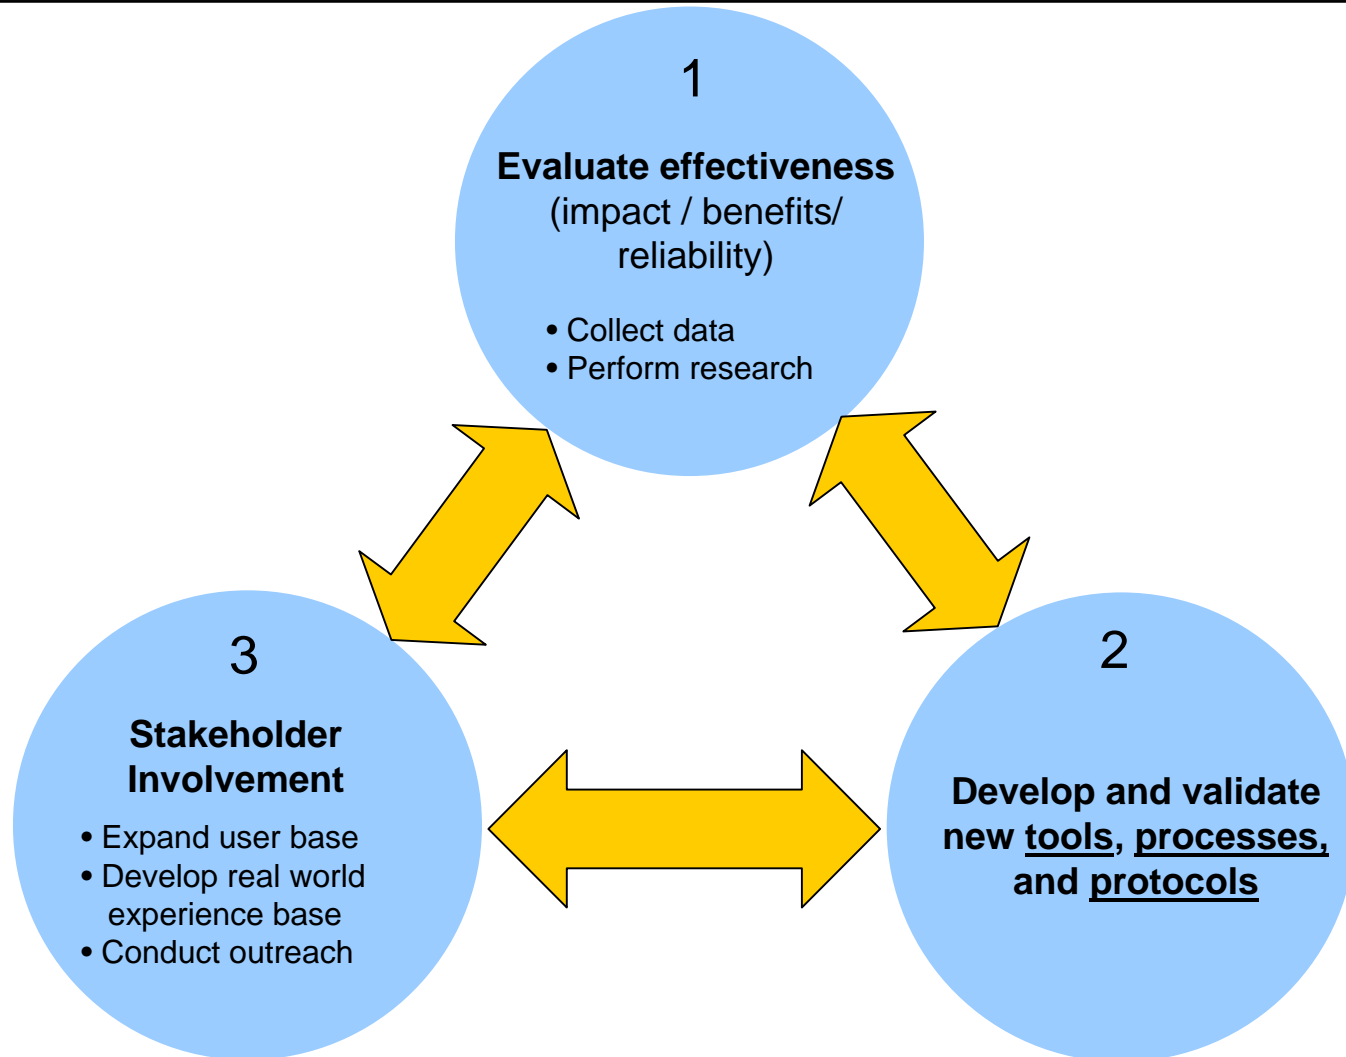 1
Evaluate effectiveness
(impact / benefits/
reliability)
• Collect data
• Perform research
3
Stakeholder
Involvement
• Expand user base
• Develop real world
experience base
• Conduct outreach
2
Develop and validate
new tools, processes,
and protocols